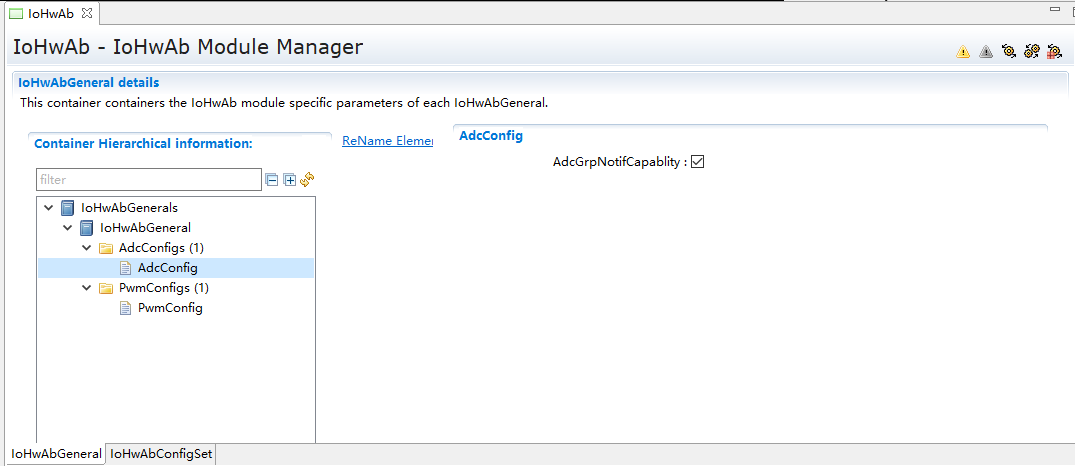 IoHwAb
IoHwAb - IoHwAb Module Manager
IoHwAbGeneral details
This container containers the IoHwAb module specific parameters of each IoHwAbGeneral.
Container Hierarchical information:
ReName Elemer
AdcConfig
AdcGrpNotifCapablity :
filter
IoHwAbGenerals
IoHwAbGeneral
AdcConfigs (1)
AdcConfig
PwmConfigs (1)
PwmConfig
IoHwAbGeneral
IoHwAbConfigSet